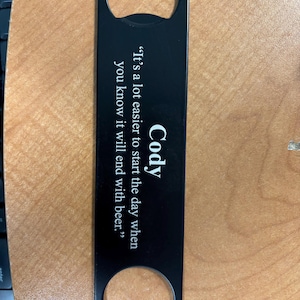 Cody
“It’s a lot easier to start the day when
you know it will end with beer.”